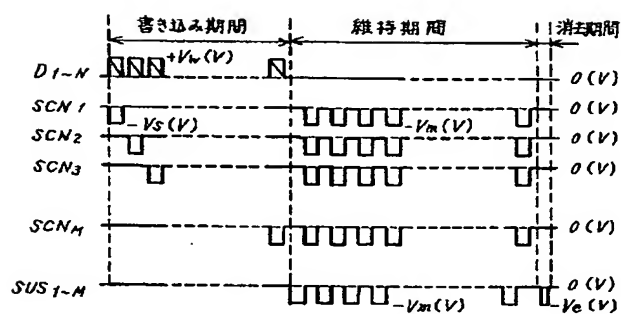 書き込み期間 維持期間 消去期間
+Vw(V)
D1~N 0(V)
SCN1 0(V)
-Vs(V) -Vm(V)
SCN2 0(V)
SCN3 0(V)
SCNM 0(V)
SUS1~M 0(V)
-Vm(V) -Ve(V)